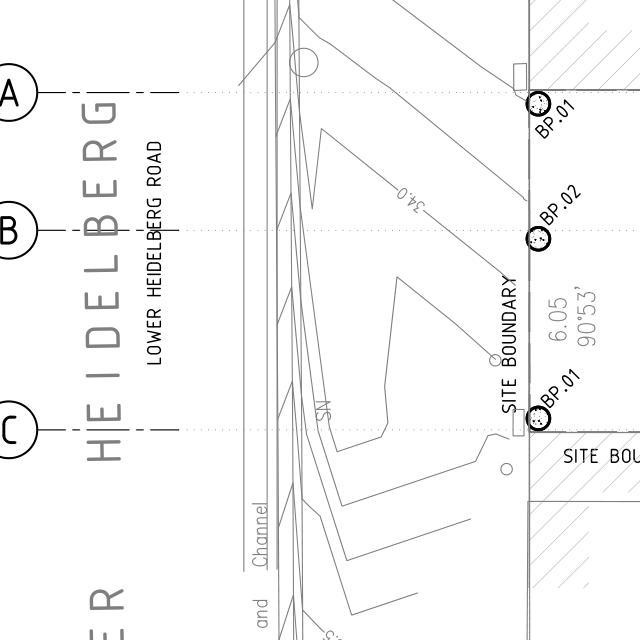 A
B
C
HEIDELBERG
LOWER HEIDELBERG ROAD
ER
Channel
and
SN
34.0
SITE BOUNDARY
BP.01
BP.02
BP.01
6.05
90°53'
SITE BOU